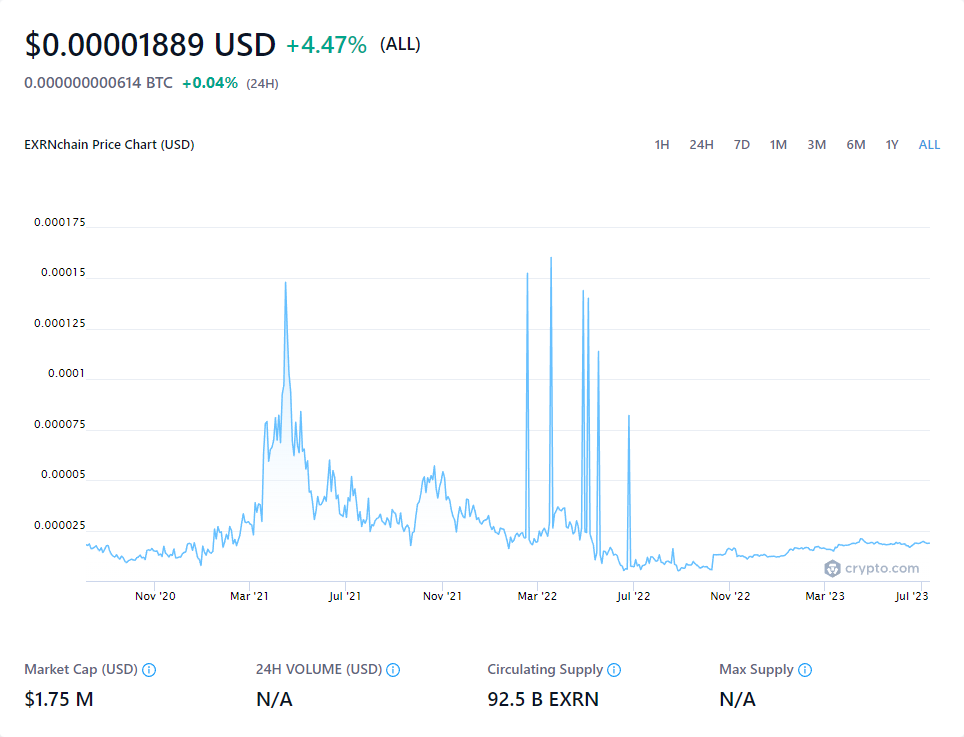 $0.00001889 USD +4.47% (ALL)
0.000000000614 BTC +0.04% (24H)
EXRNchain Price Chart (USD) 1H 24H 7D 1M 3M 6M 1Y ALL
0.000175
0.00015
0.000125
0.0001
0.000075
0.00005
0.000025
crypto.com
Nov '20 Mar '21 Jul '21 Nov '21 Mar '22 Jul '22 Nov '22 Mar '23 Jul '23
Market Cap (USD) 24H VOLUME (USD) Circulating Supply Max Supply
$1.75 M N/A 92.5 B EXRN N/A